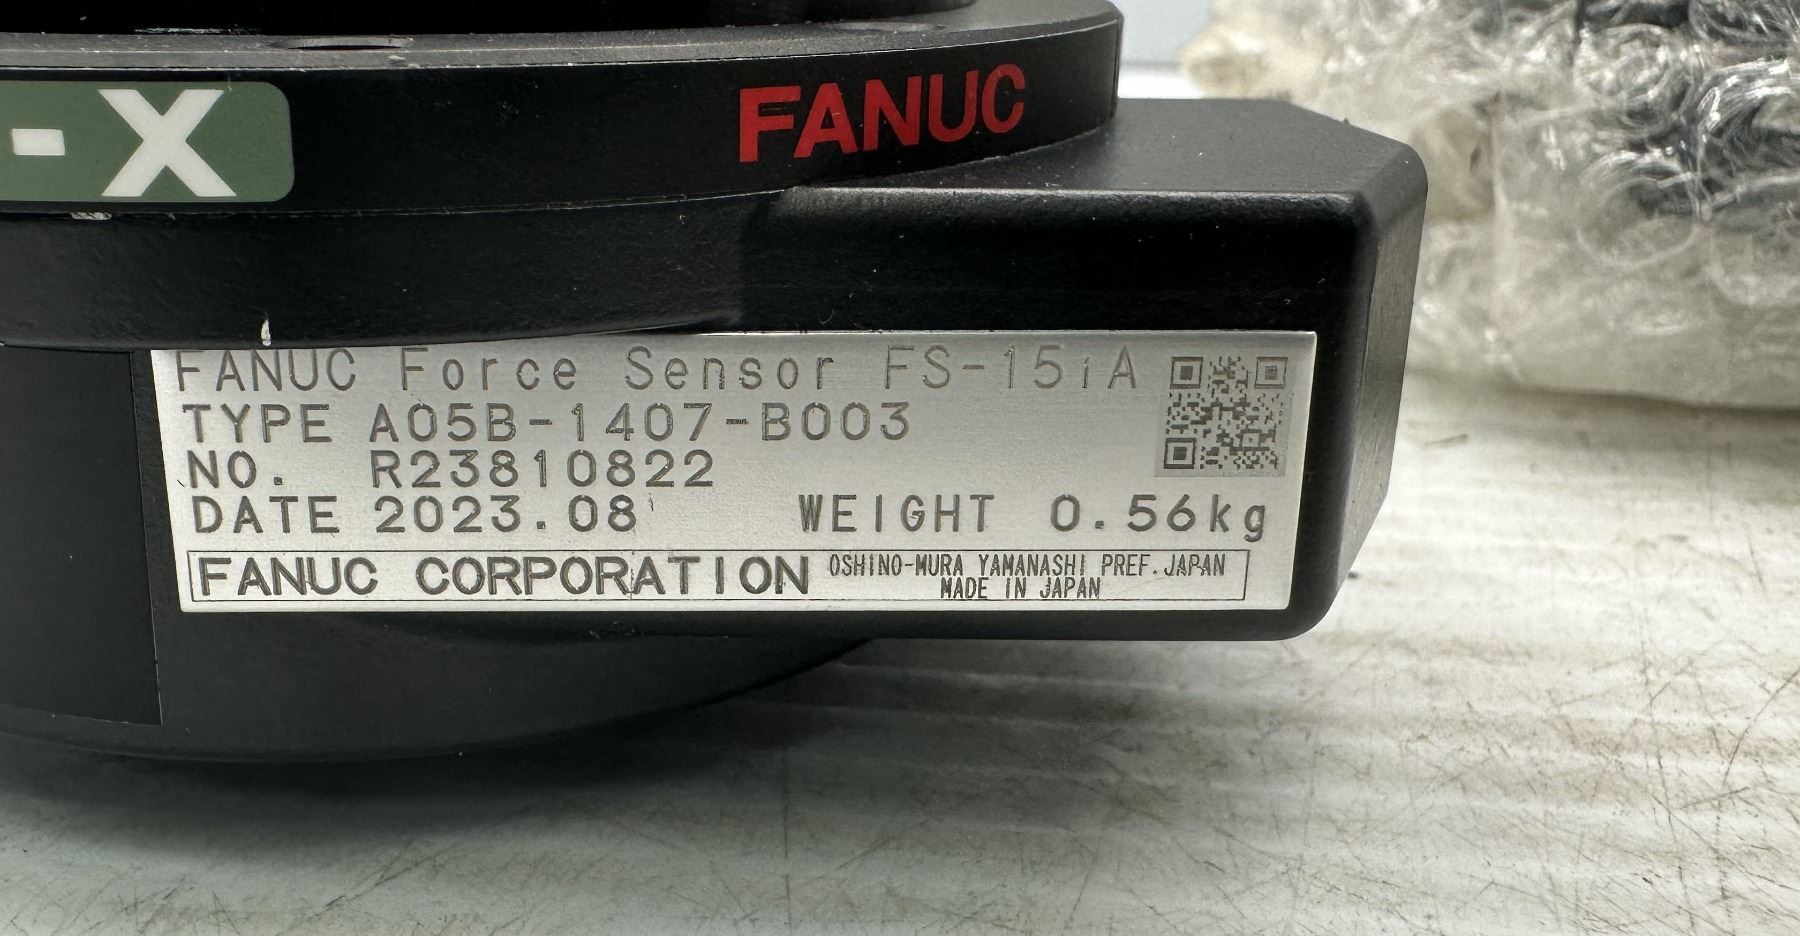 -X
FANUC
FANUC Force Sensor FS-15iA
TYPE A05B-1407-B003
NO. R23810822
DATE 2023.08 WEIGHT 0.56kg
FANUC CORPORATION OSHINO-MURA YAMANASHI PREF. JAPAN
MADE IN JAPAN